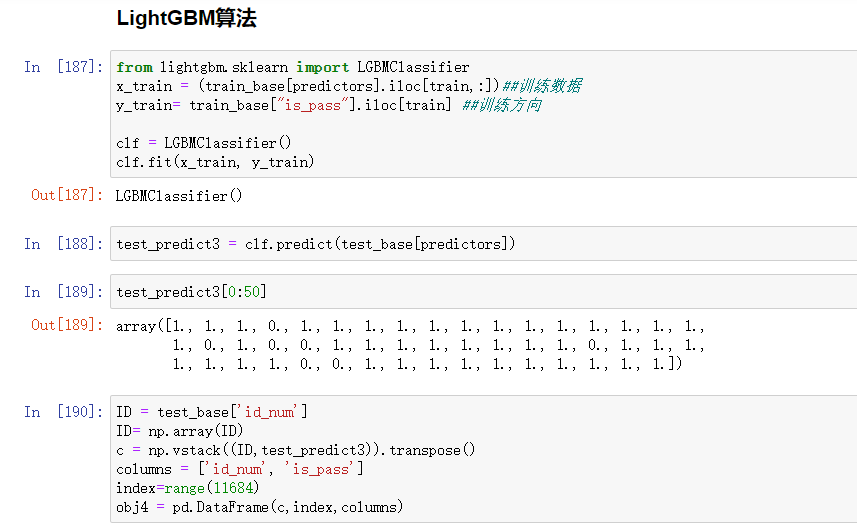 LightGBM算法
In [187]: from lightgbm.sklearn import LGBMClassifier
x_train = (train_base[predictors].iloc[train,:])##训练数据
y_train= train_base["is_pass"].iloc[train] ##训练方向
clf = LGBMClassifier()
clf.fit(x_train, y_train)
Out[187]: LGBMClassifier()
In [188]: test_predict3 = clf.predict(test_base[predictors])
In [189]: test_predict3[0:50]
Out[189]: array([1., 1., 1., 0., 1., 1., 1., 1., 1., 1., 1., 1., 1., 1., 1., 1., 1.,
1., 0., 1., 0., 0., 1., 1., 1., 1., 1., 1., 1., 1., 0., 1., 1., 1.,
1., 1., 1., 1., 0., 0., 1., 1., 1., 1., 1., 1., 1., 1., 1., 1.])
In [190]: ID = test_base['id_num']
ID= np.array(ID)
c = np.vstack((ID,test_predict3)).transpose()
columns = ['id_num', 'is_pass']
index=range(11684)
obj4 = pd.DataFrame(c,index,columns)